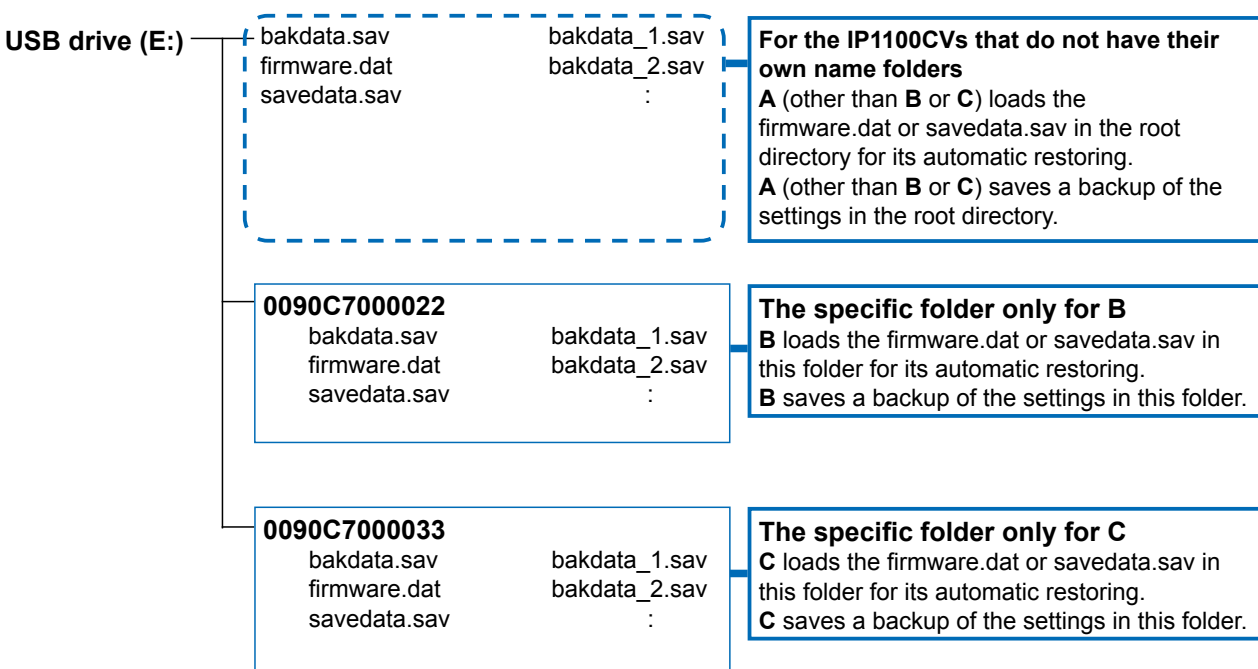 USB drive (E:)
bakdata.sav bakdata_1.sav
firmware.dat bakdata_2.sav
savedata.sav :
For the IP1100CVs that do not have their
own name folders
A (other than B or C) loads the
firmware.dat or savedata.sav in the root
directory for its automatic restoring.
A (other than B or C) saves a backup of the
settings in the root directory.
0090C7000022
bakdata.sav bakdata_1.sav
firmware.dat bakdata_2.sav
savedata.sav :
The specific folder only for B
B loads the firmware.dat or savedata.sav in
this folder for its automatic restoring.
B saves a backup of the settings in this folder.
0090C7000033
bakdata.sav bakdata_1.sav
firmware.dat bakdata_2.sav
savedata.sav :
The specific folder only for C
C loads the firmware.dat or savedata.sav in
this folder for its automatic restoring.
C saves a backup of the settings in this folder.